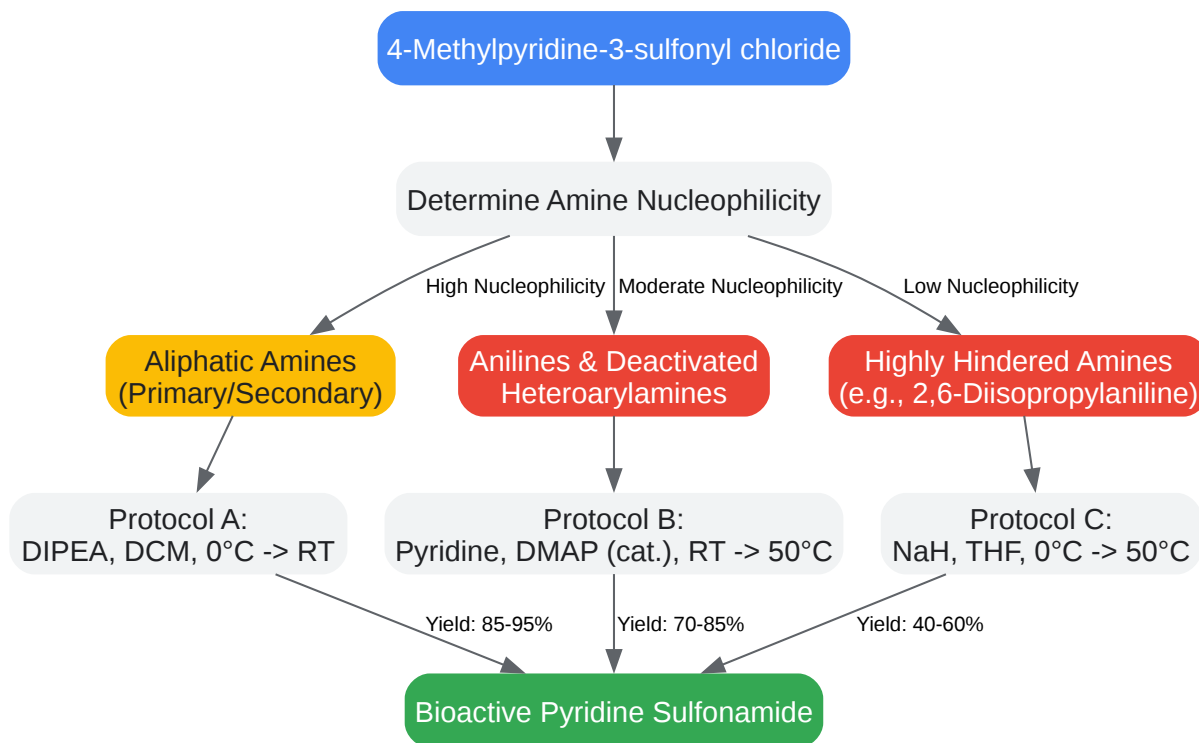 4-Methylpyridine-3-sulfonyl chloride
Determine Amine Nucleophilicity
High Nucleophilicity
Moderate Nucleophilicity
Low Nucleophilicity
Aliphatic Amines
(Primary/Secondary)
Anilines & Deactivated
Heteroarylamines
Highly Hindered Amines
(e.g., 2,6-Diisopropylaniline)
Protocol A:
DIPEA, DCM, 0°C -> RT
Protocol B:
Pyridine, DMAP (cat.), RT -> 50°C
Protocol C:
NaH, THF, 0°C -> 50°C
Yield: 85-95%
Yield: 70-85%
Yield: 40-60%
Bioactive Pyridine Sulfonamide